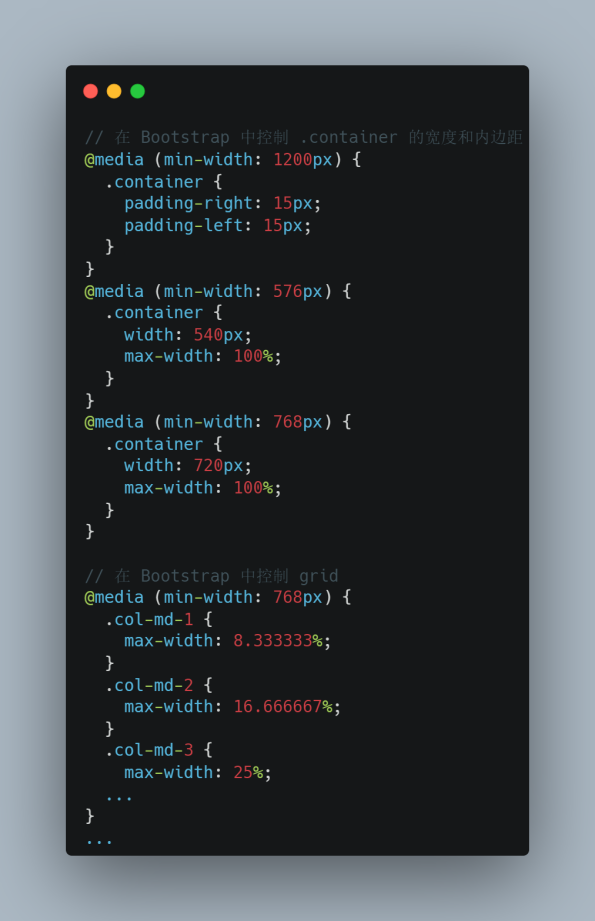 // 在 Bootstrap 中控制 .container 的宽度和内边距
@media (min-width: 1200px) {
  .container {
    padding-right: 15px;
    padding-left: 15px;
  }
}
@media (min-width: 576px) {
  .container {
    width: 540px;
    max-width: 100%;
  }
}
@media (min-width: 768px) {
  .container {
    width: 720px;
    max-width: 100%;
  }
}

// 在 Bootstrap 中控制 grid
@media (min-width: 768px) {
  .col-md-1 {
    max-width: 8.333333%;
  }
  .col-md-2 {
    max-width: 16.666667%;
  }
  .col-md-3 {
    max-width: 25%;
  ...
}
...